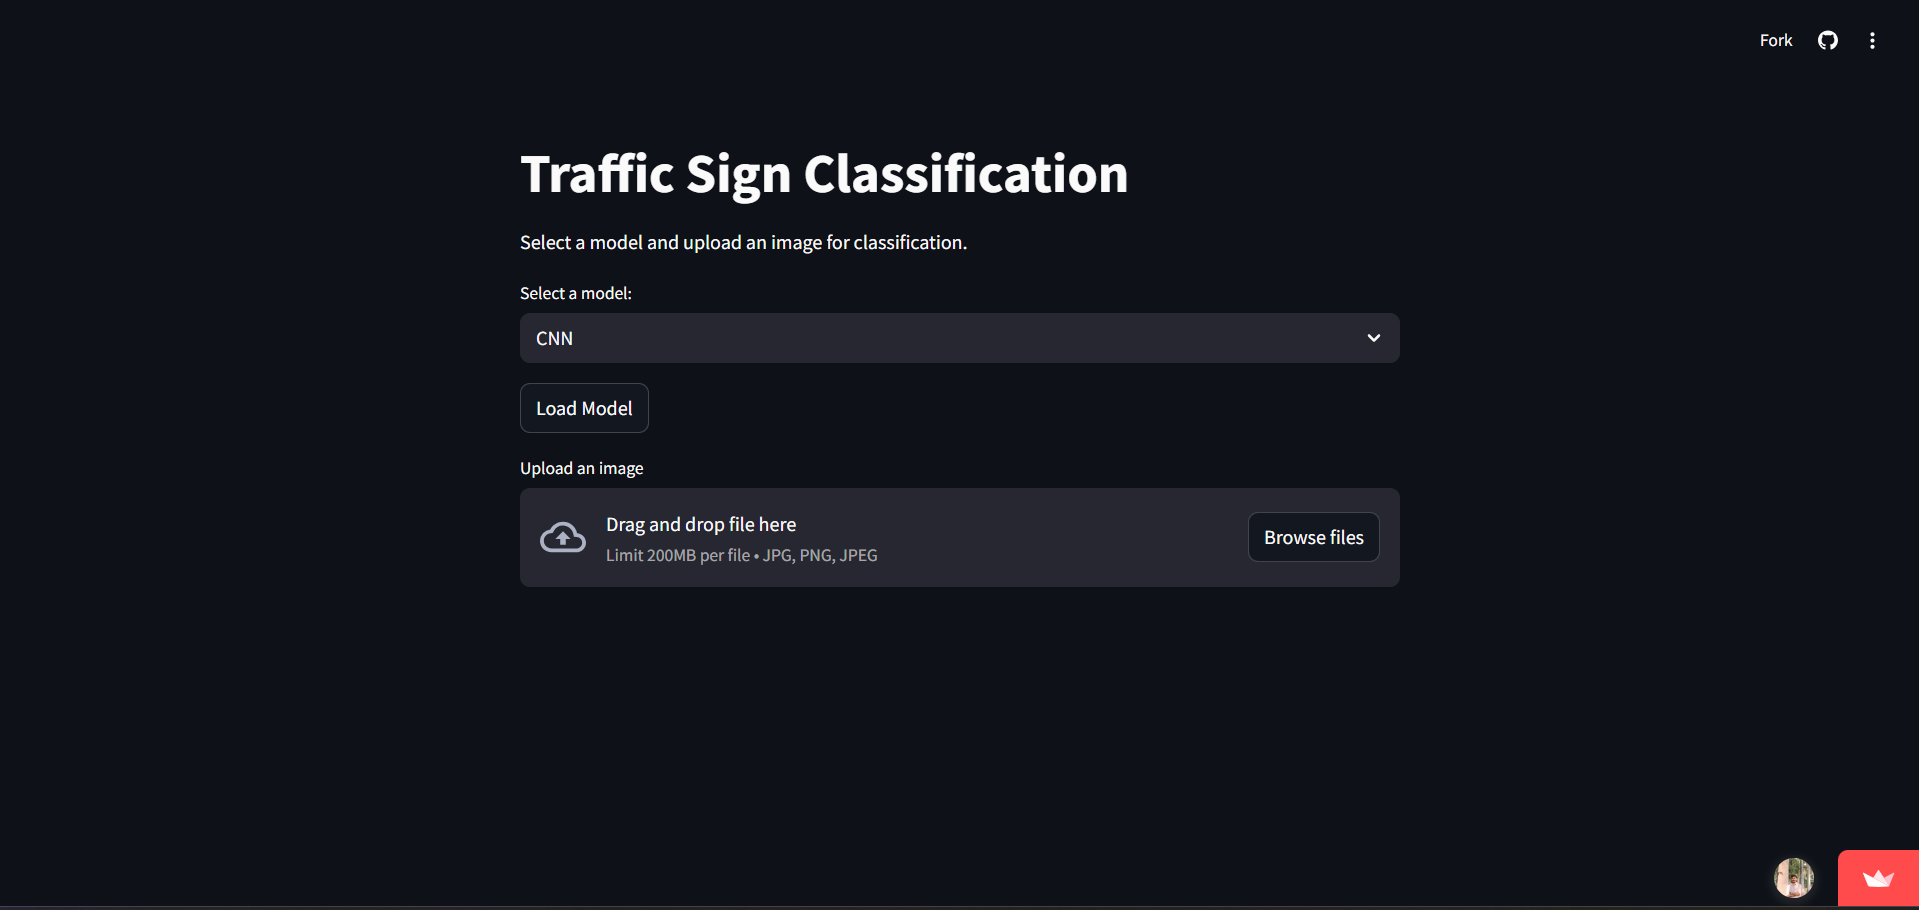 Fork
Traffic Sign Classification
Select a model and upload an image for classification.
Select a model:
CNN
Load Model
Upload an image
Drag and drop file here
Limit 200MB per file • JPG, PNG, JPEG
Browse files